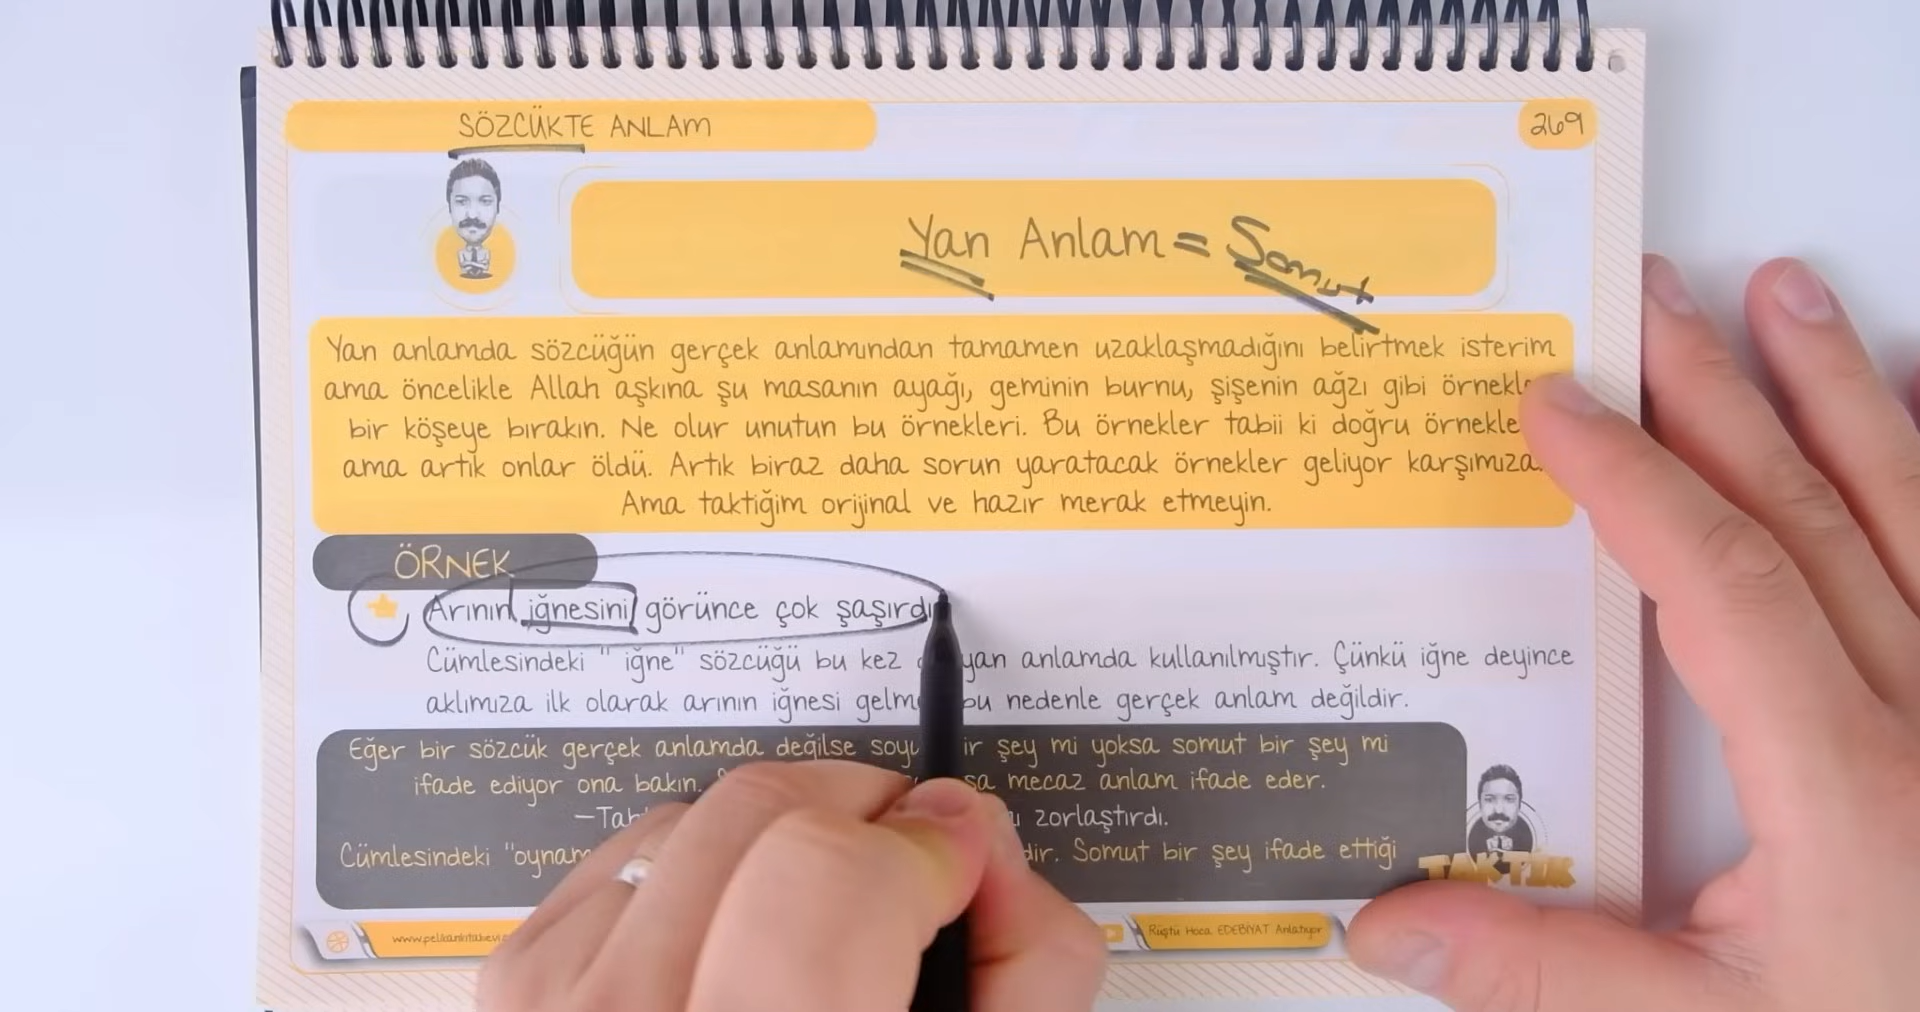 SÖZCÜKTE ANLAM
269
Yan Anlam = Somut
Yan anlamda sözcüğün gerçek anlamından tamamen uzaklaşmadığını belirtmek isterim
ama öncelikle Allah aşkına şu masanın ayağı, geminin burnu, şişenin ağzı gibi
bir köşeye bırakın. Ne olur unutun bu örnekleri. Bu örnekler tabii ki doğru
ama artık onlar öldü. Artık biraz daha sorun yaratacak örnekler geliyor karşımıza.
Ama taktiğim orijinal ve hazır merak etmeyin.
ÖRNEK
Arının iğnesini görünce çok şaşırdı
Cümlesindeki " iğne" sözcüğü bu kez yan anlamda kullanılmıştır. Çünkü iğne deyince
aklımıza ilk olarak arının iğnesi bu nedenle gerçek anlam değildir.
Eğer bir sözcük gerçek anlamda değilse şey mi yoksa somut bir şey mi
ifade ediyor ona bakın. mecaz anlam ifade eder.
zorlaştırdı.
Cümlesindeki Somut bir şey ifade ettiği
TAKTİK
Rüştü Hoca EDEBİYAT Anlatıyor